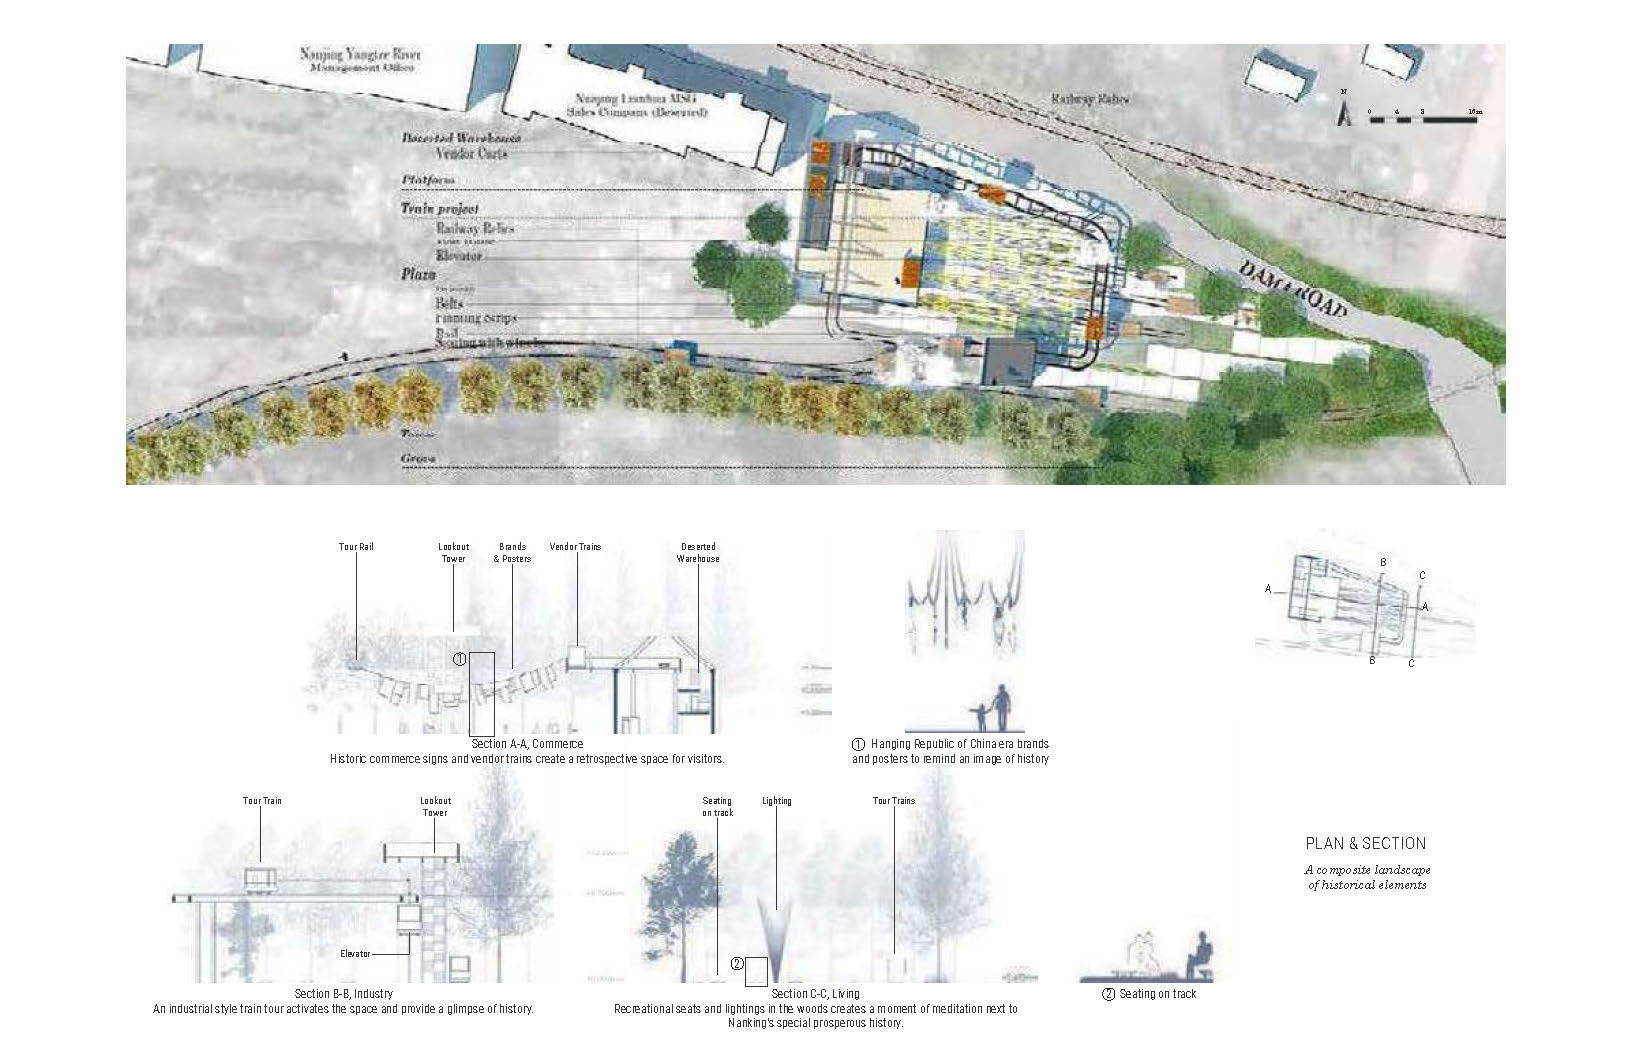 Nanjing Yangtze River
Management Office
Nanjing Lianhua MSG
Sales Company (Deserted)
Railway Relics
N
0 4 8 16m
Deserted Warehouse
Vendor Carts
Platform
Train project
Railway Relics
Elevator
Plaza
Belts
Planting Strips
Rail
Seating with wheels
DAMA ROAD
Tower
Grove
Tour Rail
Lookout
Tower
Brands
& Posters
Vendor Trains
Deserted
Warehouse
①
Section A-A, Commerce
Historic commerce signs and vendor trains create a retrospective space for visitors.
① Hanging Republic of China era brands
and posters to remind an image of history
A
B
C
A
B
C
Tour Train
Lookout
Tower
Elevator
Section B-B, Industry
An industrial style train tour activates the space and provide a glimpse of history.
Seating
on track
Lighting
Tour Trains
②
Section C-C, Living
Recreational seats and lightings in the woods creates a moment of meditation next to
Nanking's special prosperous history.
② Seating on track
PLAN & SECTION
A composite landscape
of historical elements